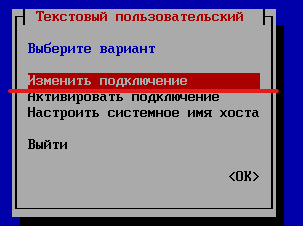 Текстовый пользовательский
Выберите вариант
Изменить подключение
Активировать подключение
Настроить системное имя хоста
Выйти
<OK>